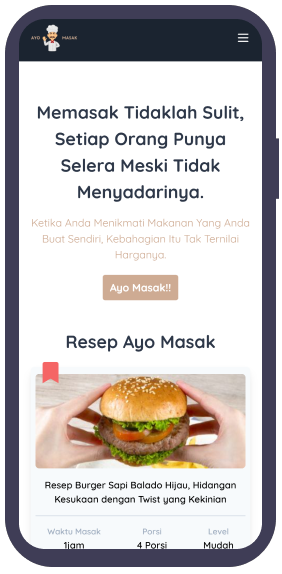 AYO MASAK
Memasak Tidaklah Sulit,
Setiap Orang Punya
Selera Meski Tidak
Menyadarinya.
Ketika Anda Menikmati Makanan Yang Anda
Buat Sendiri, Kebahagian Itu Tak Ternilai
Harganya.
Ayo Masak!!
Resep Ayo Masak
Resep Burger Sapi Balado Hijau, Hidangan
Kesukaan dengan Twist yang Kekinian
Waktu Masak Porsi Level
1jam 4 Porsi Mudah